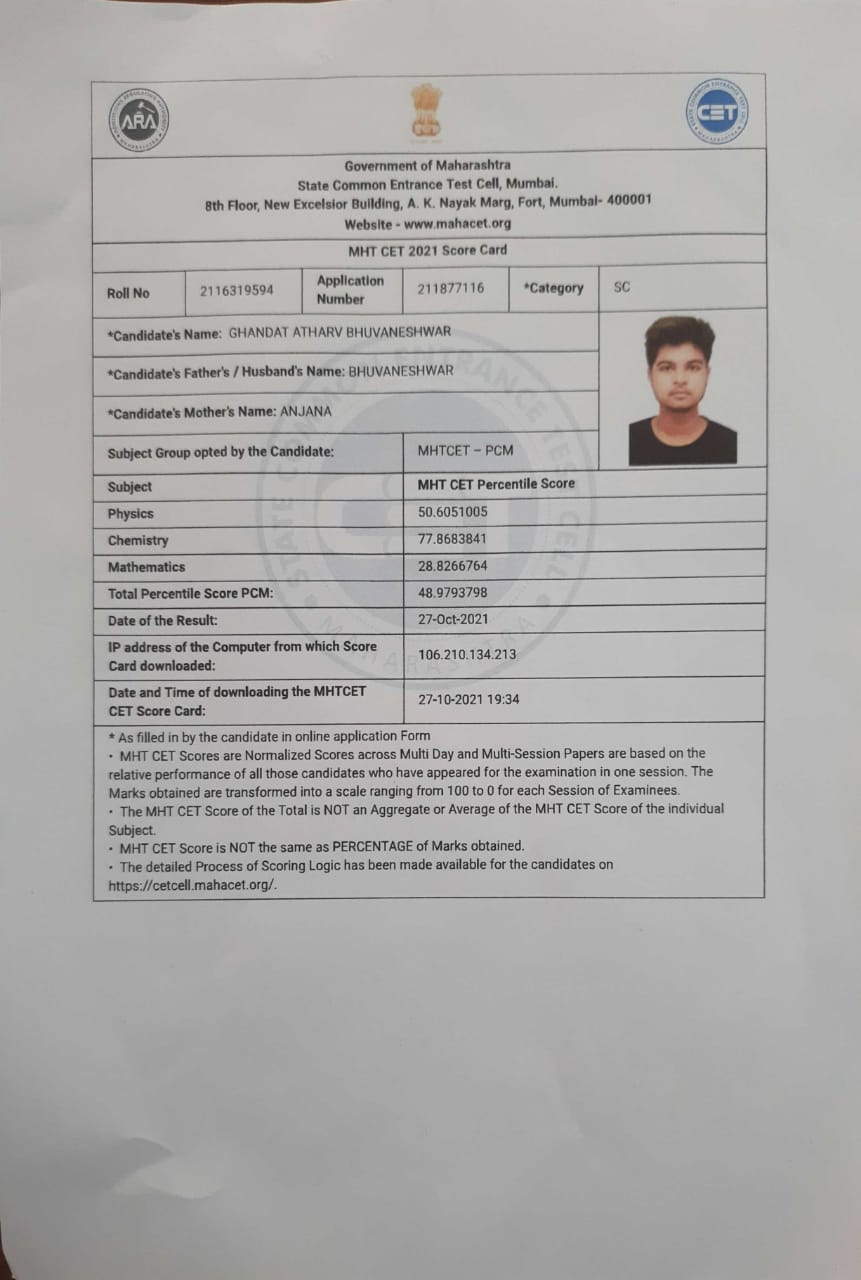 ARA
CET
Government of Maharashtra
State Common Entrance Test Cell, Mumbai.
8th Floor, New Excelsior Building, A. K. Nayak Marg, Fort, Mumbai- 400001
Website - www.mahacet.org
MHT CET 2021 Score Card
Roll No 2116319594 Application Number 211877116 *Category SC
*Candidate's Name: GHANDAT ATHARV BHUVANESHWAR
*Candidate's Father's / Husband's Name: BHUVANESHWAR
*Candidate's Mother's Name: ANJANA
Subject Group opted by the Candidate: MHTCET – PCM
Subject MHT CET Percentile Score
Physics 50.6051005
Chemistry 77.8683841
Mathematics 28.8266764
Total Percentile Score PCM: 48.9793798
Date of the Result: 27-Oct-2021
IP address of the Computer from which Score
Card downloaded: 106.210.134.213
Date and Time of downloading the MHTCET
CET Score Card: 27-10-2021 19:34
* As filled in by the candidate in online application Form
· MHT CET Scores are Normalized Scores across Multi Day and Multi-Session Papers are based on the
relative performance of all those candidates who have appeared for the examination in one session. The
Marks obtained are transformed into a scale ranging from 100 to 0 for each Session of Examinees.
· The MHT CET Score of the Total is NOT an Aggregate or Average of the MHT CET Score of the individual
Subject.
· MHT CET Score is NOT the same as PERCENTAGE of Marks obtained.
· The detailed Process of Scoring Logic has been made available for the candidates on
https://cetcell.mahacet.org/.
STATE COMMON ENTRANCE TEST CELL
MAHARASHTRA